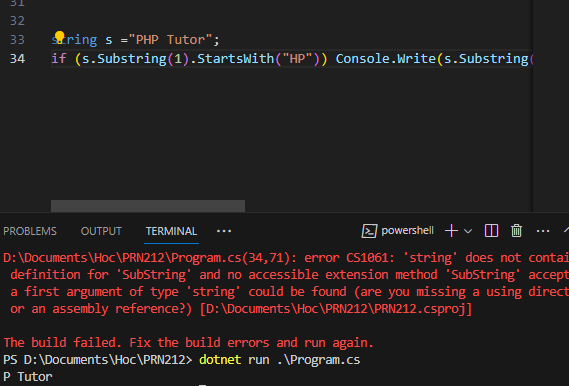 31
32
33 string s ="PHP Tutor";
34 if (s.Substring(1).StartsWith("HP")) Console.Write(s.Substring(
PROBLEMS OUTPUT TERMINAL ··· powershell
D:\Documents\Hoc\PRN212\Program.cs(34,71): error CS1061: 'string' does not contai
definition for 'SubString' and no accessible extension method 'SubString' accept
a first argument of type 'string' could be found (are you missing a using direct
or an assembly reference?) [D:\Documents\Hoc\PRN212\PRN212.csproj]
The build failed. Fix the build errors and run again.
PS D:\Documents\Hoc\PRN212> dotnet run .\Program.cs
P Tutor